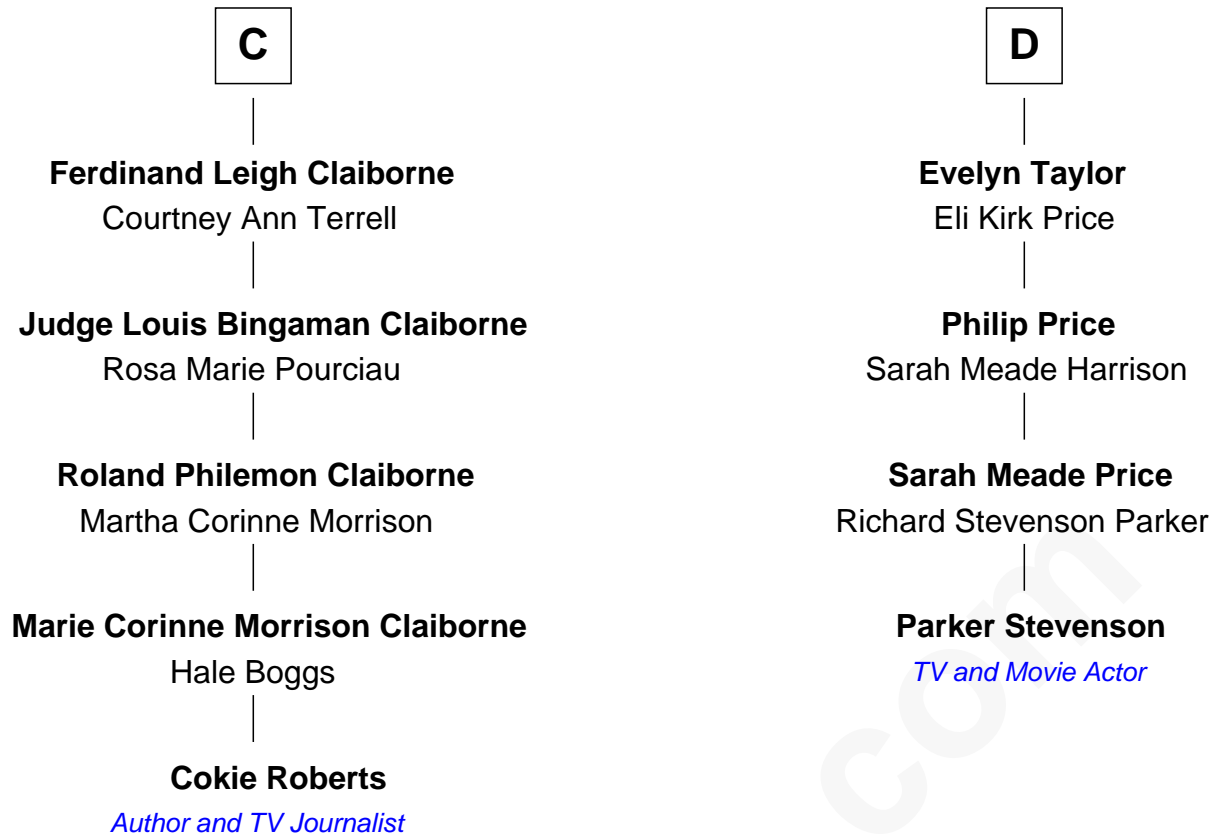 C
Ferdinand Leigh Claiborne
Courtney Ann Terrell
Judge Louis Bingaman Claiborne
Rosa Marie Pourciau
Roland Philemon Claiborne
Martha Corinne Morrison
Marie Corinne Morrison Claiborne
Hale Boggs
Cokie Roberts
Author and TV Journalist
D
Evelyn Taylor
Eli Kirk Price
Philip Price
Sarah Meade Harrison
Sarah Meade Price
Richard Stevenson Parker
Parker Stevenson
TV and Movie Actor
com